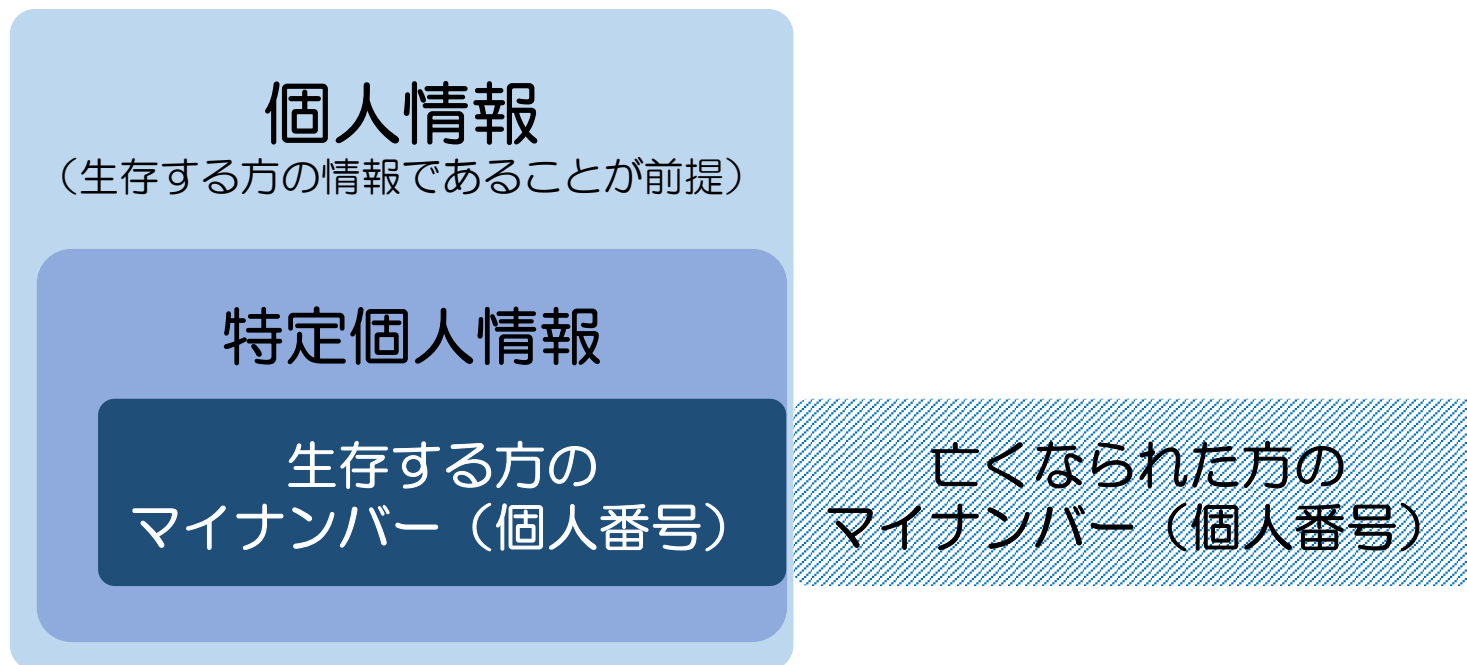 個人情報
（生存する方の情報であることが前提）
特定個人情報
生存する方の
マイナンバー（個人番号）
亡くなられた方の
マイナンバー（個人番号）